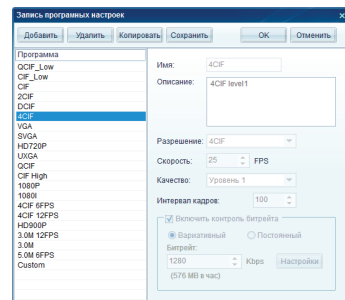 Запись програмных настроек
Добавить Удалить Копировать Сохранить ОК Отменить
Программа
QCIF_Low
CIF_Low
CIF
2CIF
DCIF
4CIF
VGA
SVGA
HD720P
UXGA
QCIF
CIF High
1080P
1080I
4CIF 6FPS
4CIF 12FPS
HD900P
3.0M 12FPS
3.0M
5.0M 6FPS
Custom
Имя: 4CIF
Описание: 4CIF level1
Разрешение: 4CIF
Скорость: 25 FPS
Качество: Уровень 1
Интервал кадров: 100
Включить контроль битрейта
Вариативный Постоянный
Битрейт:
1280 Kbps Настройки
(576 MB в час)